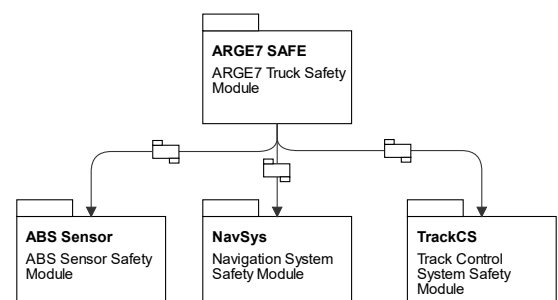 ARGE7 SAFE
ARGE7 Truck Safety
Module
ABS Sensor
ABS Sensor Safety
Module
NavSys
Navigation System
Safety Module
TrackCS
Track Control
System Safety
Module